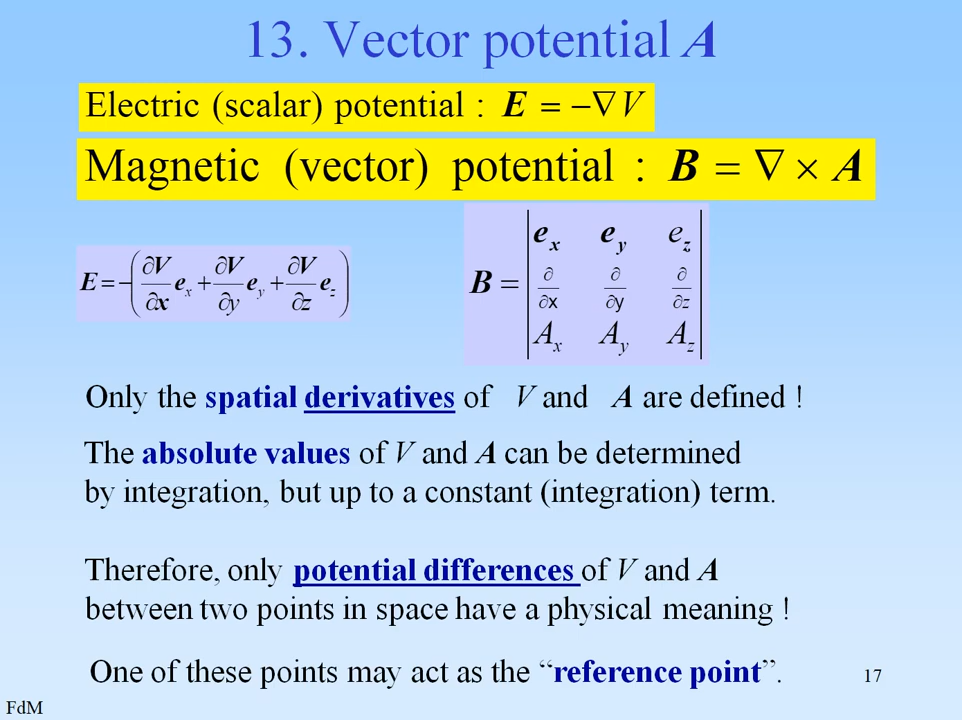 13. Vector potential A
Electric (scalar) potential : E = −∇V
Magnetic (vector) potential : B = ∇ × A
E = −(∂V/∂x eₓ + ∂V/∂y e_y + ∂V/∂z e_z)
B = | eₓ e_y e_z |
| ∂/∂x ∂/∂y ∂/∂z |
| Aₓ A_y A_z |
Only the spatial derivatives of V and A are defined !
The absolute values of V and A can be determined
by integration, but up to a constant (integration) term.
Therefore, only potential differences of V and A
between two points in space have a physical meaning !
One of these points may act as the “reference point”.
17
FdM